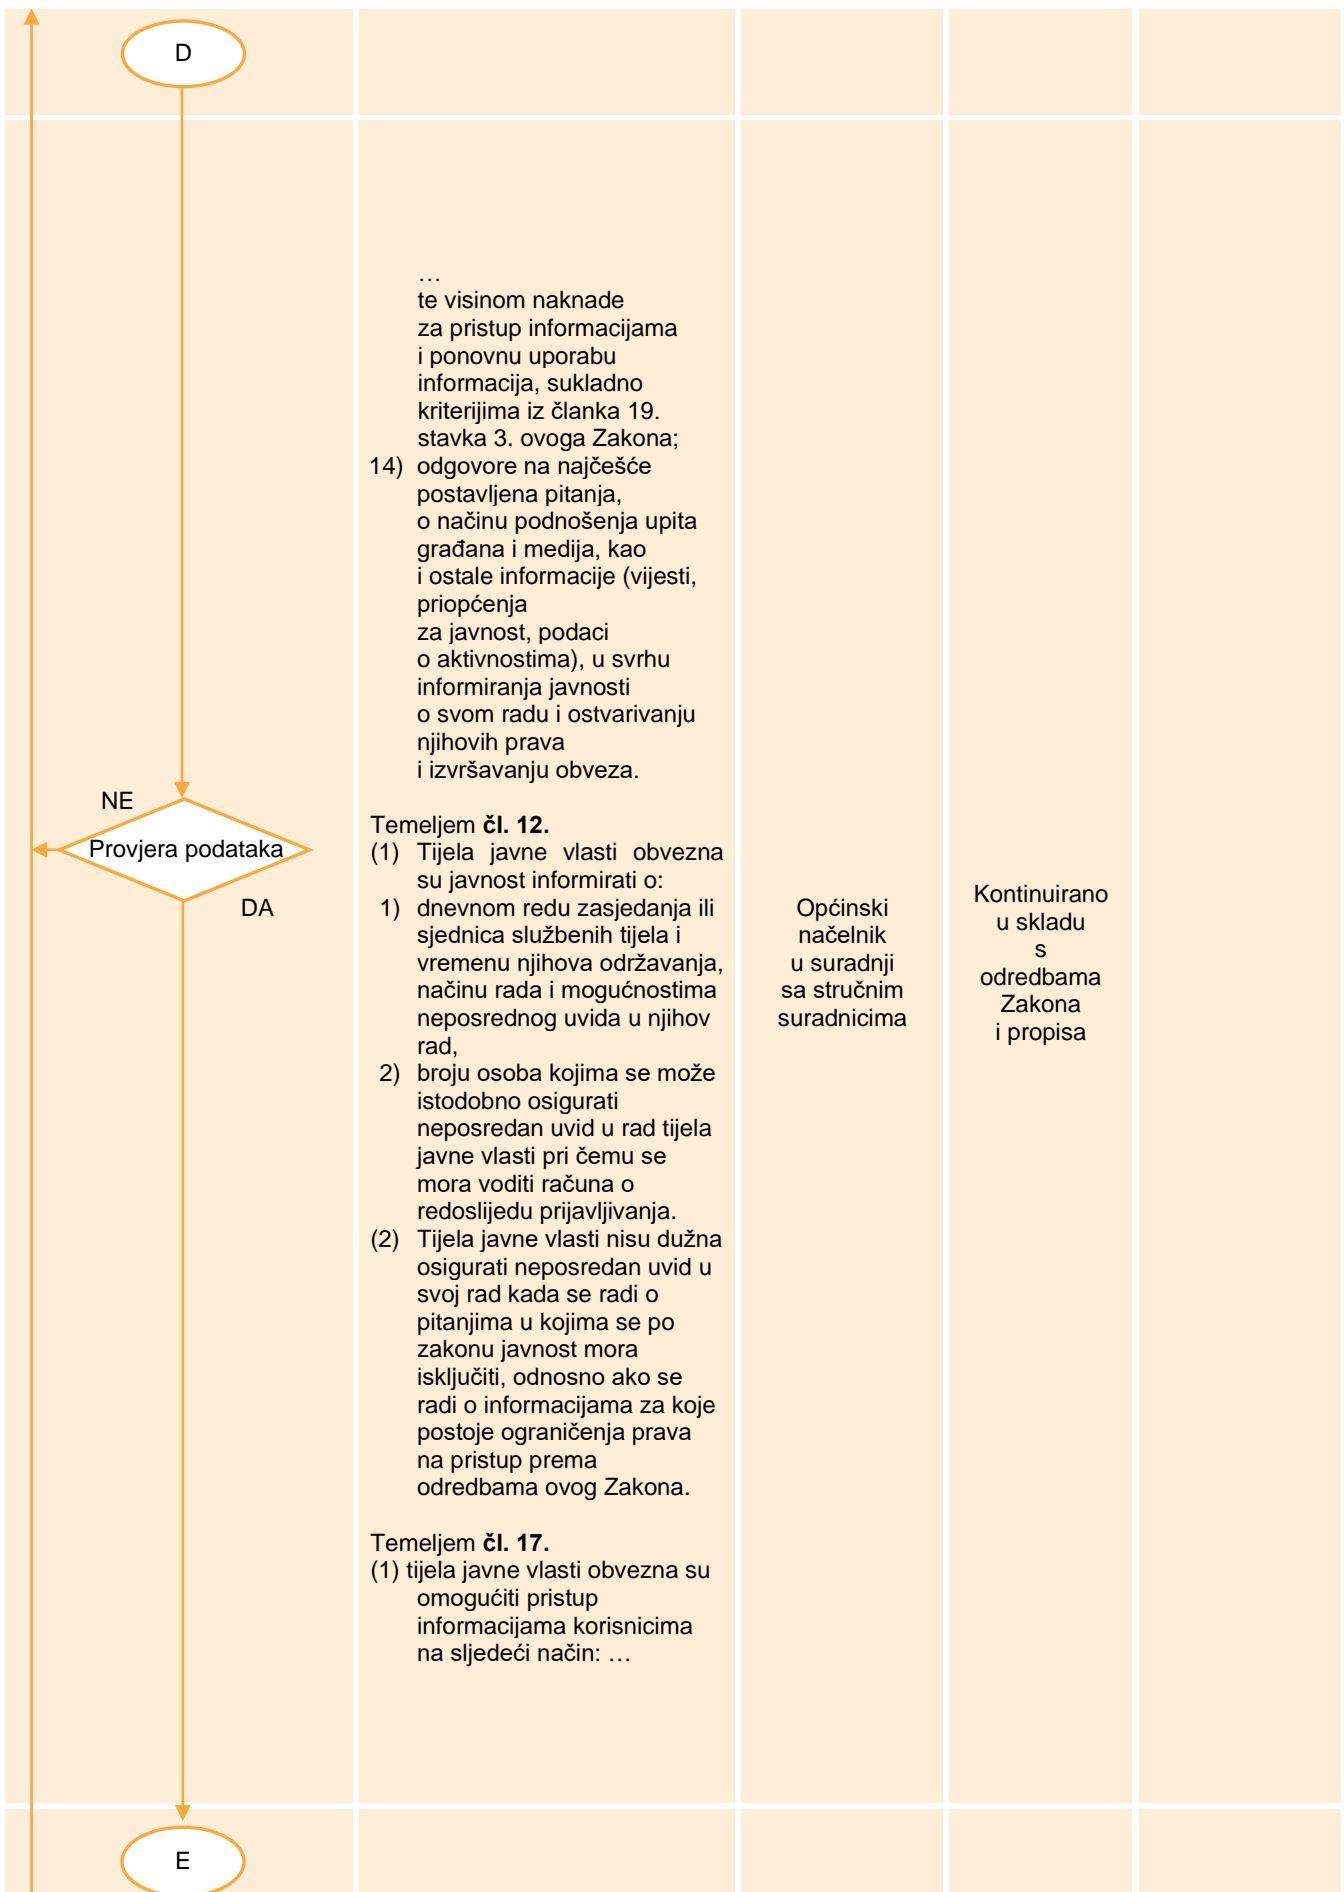 D
…
te visinom naknade
za pristup informacijama
i ponovnu uporabu
informacija, sukladno
kriterijima iz članka 19.
stavka 3. ovoga Zakona;
14) odgovore na najčešće
postavljena pitanja,
o načinu podnošenja upita
građana i medija, kao
i ostale informacije (vijesti,
priopćenja
za javnost, podaci
o aktivnostima), u svrhu
informiranja javnosti
o svom radu i ostvarivanju
njihovih prava
i izvršavanju obveza.
NE
Provjera podataka
DA
Temeljem čl. 12.
(1) Tijela javne vlasti obvezna
su javnost informirati o:
1) dnevnom redu zasjedanja ili
sjednica službenih tijela i
vremenu njihova održavanja,
načinu rada i mogućnostima
neposrednog uvida u njihov
rad,
2) broju osoba kojima se može
istodobno osigurati
neposredan uvid u rad tijela
javne vlasti pri čemu se
mora voditi računa o
redoslijedu prijavljivanja.
(2) Tijela javne vlasti nisu dužna
osigurati neposredan uvid u
svoj rad kada se radi o
pitanjima u kojima se po
zakonu javnost mora
isključiti, odnosno ako se
radi o informacijama za koje
postoje ograničenja prava
na pristup prema
odredbama ovog Zakona.
Temeljem čl. 17.
(1) tijela javne vlasti obvezna su
omogućiti pristup
informacijama korisnicima
na sljedeći način: …
Općinski
načelnik
u suradnji
sa stručnim
suradnicima
Kontinuirano
u skladu
s
odredbama
Zakona
i propisa
E